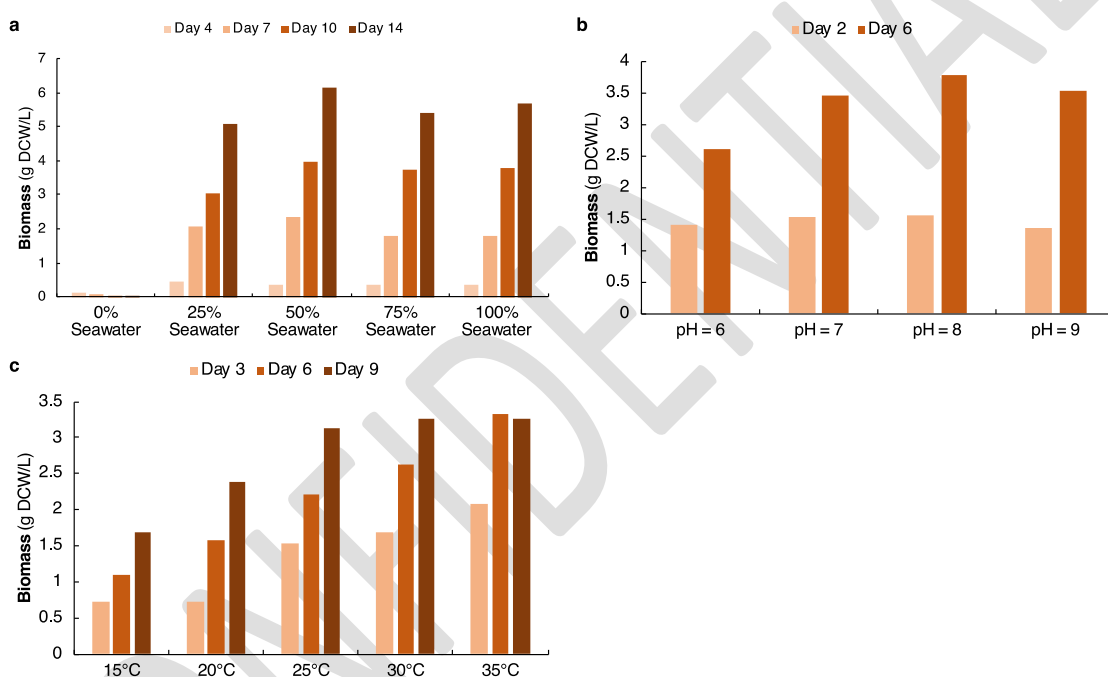 a
Day 4 Day 7 Day 10 Day 14
Biomass (g DCW/L)
7
6
5
4
3
2
1
0
0% 25% 50% 75% 100%
Seawater Seawater Seawater Seawater Seawater
b
Day 2 Day 6
Biomass (g DCW/L)
4
3.5
3
2.5
2
1.5
1
0.5
0
pH = 6 pH = 7 pH = 8 pH = 9
c
Day 3 Day 6 Day 9
Biomass (g DCW/L)
3.5
3
2.5
2
1.5
1
0.5
0
15°C 20°C 25°C 30°C 35°C